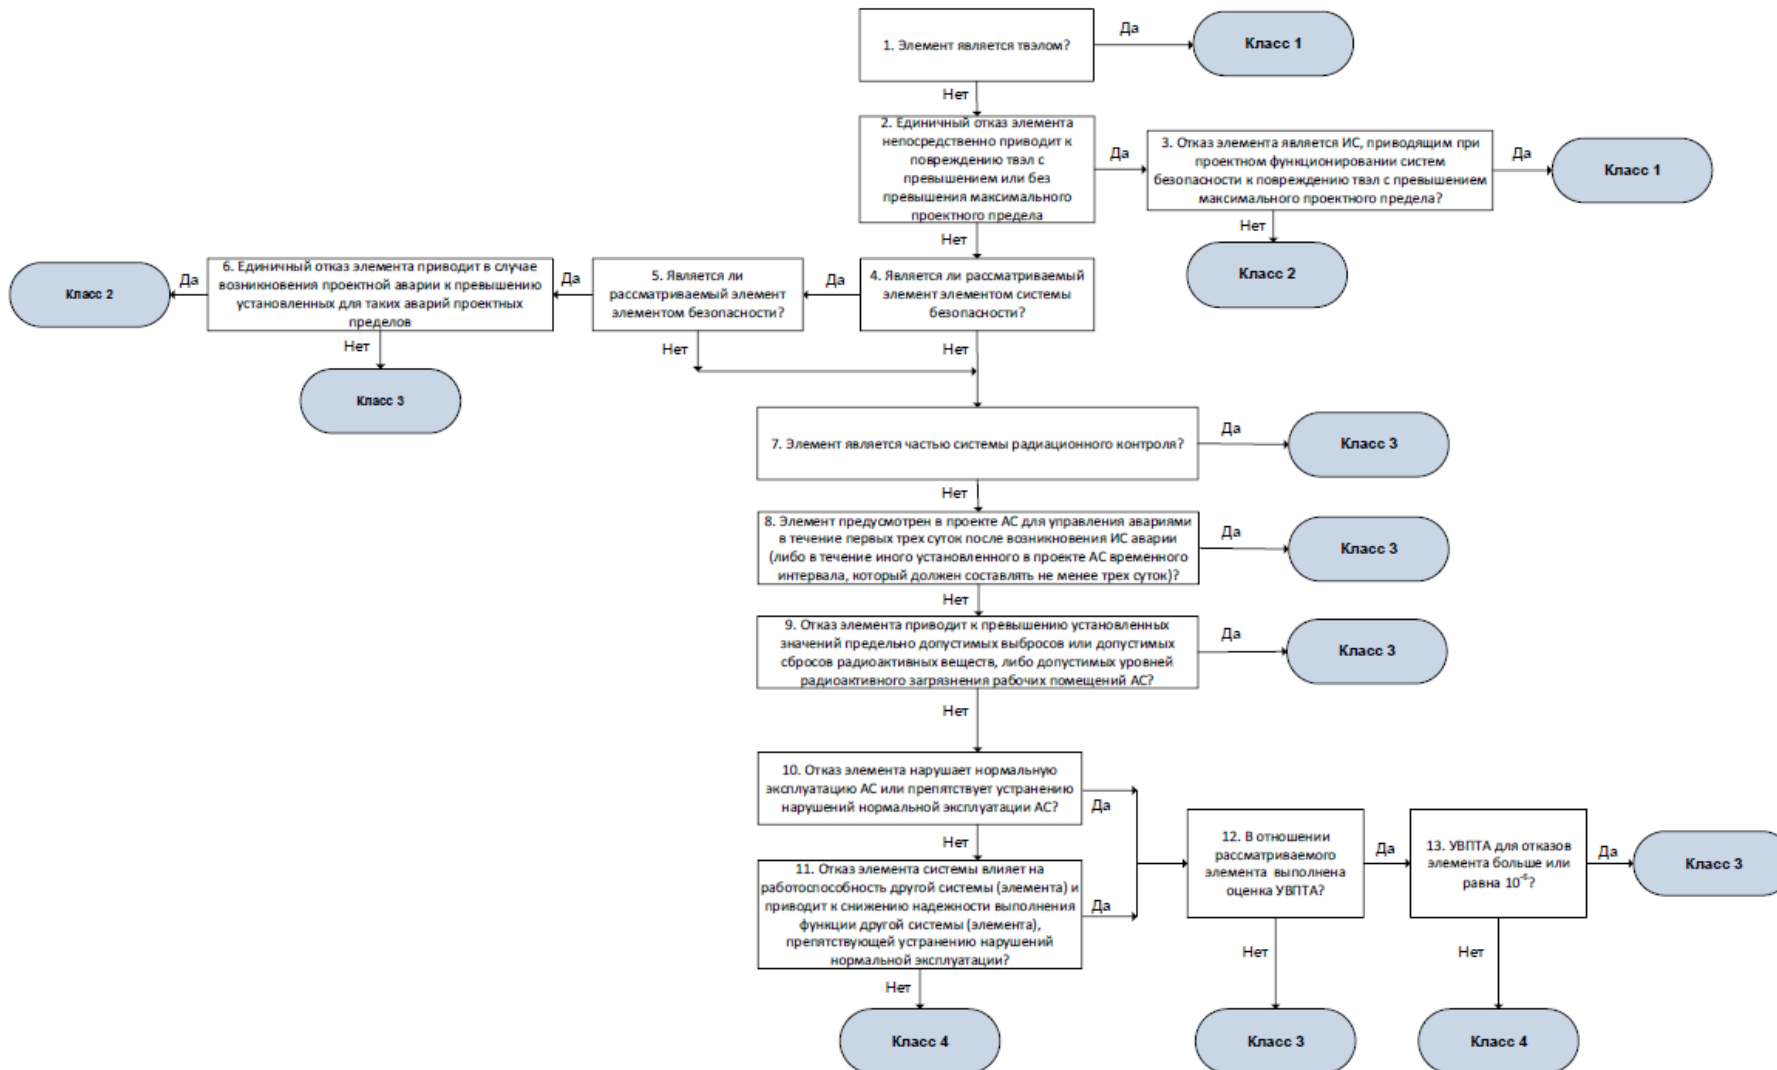 1. Элемент является твэлом?
Да
Класс 1
Нет
2. Единичный отказ элемента
непосредственно приводит к
повреждению твэл с
превышением или без
превышения максимального
проектного предела
Да
3. Отказ элемента является ИС, приводящим при
проектном функционировании систем
безопасности к повреждению твэл с превышением
максимального проектного предела?
Да
Класс 1
Нет
Класс 2
Нет
4. Является ли рассматриваемый
элемент элементом системы
безопасности?
Да
5. Является ли
рассматриваемый элемент
элементом безопасности?
Да
6. Единичный отказ элемента приводит в случае
возникновения проектной аварии к превышению
установленных для таких аварий проектных
пределов
Да
Класс 2
Нет
Класс 3
Нет
Нет
7. Элемент является частью системы радиационного контроля?
Да
Класс 3
Нет
8. Элемент предусмотрен в проекте АС для управления авариями
в течение первых трех суток после возникновения ИС аварии
(либо в течение иного установленного в проекте АС временного
интервала, который должен составлять не менее трех суток)?
Да
Класс 3
Нет
9. Отказ элемента приводит к превышению установленных
значений предельно допустимых выбросов или допустимых
сбросов радиоактивных веществ, либо допустимых уровней
радиоактивного загрязнения рабочих помещений АС?
Да
Класс 3
Нет
10. Отказ элемента нарушает нормальную
эксплуатацию АС или препятствует устранению
нарушений нормальной эксплуатации АС?
Да
Нет
11. Отказ элемента системы влияет на
работоспособность другой системы (элемента) и
приводит к снижению надежности выполнения
функции другой системы (элемента),
препятствующей устранению нарушений
нормальной эксплуатации?
Да
Нет
Класс 4
12. В отношении
рассматриваемого
элемента выполнена
оценка УВПТА?
Да
Нет
Класс 3
13. УВПТА для отказов
элемента больше или
равна
Да
Класс 3
Нет
Класс 4